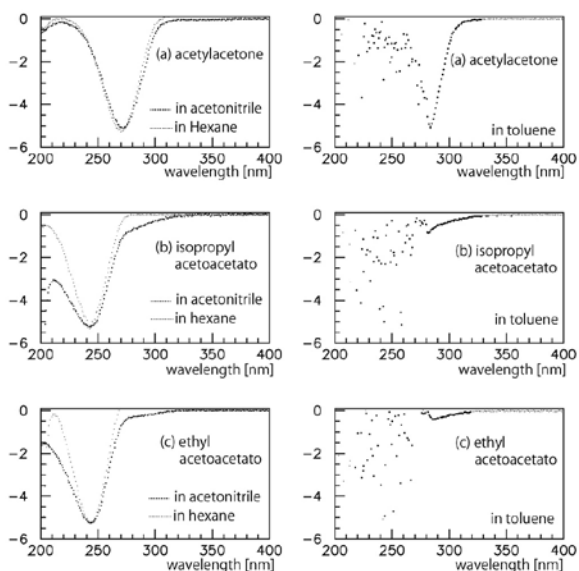 0
-2
-4
-6
(a) acetylacetone
in acetonitrile
in Hexane
200 250 300 350 400
wavelength [nm]
0
-2
-4
-6
(a) acetylacetone
in toluene
200 250 300 350 400
wavelength [nm]
0
-2
-4
-6
(b) isopropyl
acetoacetato
in acetonitrile
in hexane
200 250 300 350 400
wavelength [nm]
0
-2
-4
-6
(b) isopropyl
acetoacetato
in toluene
200 250 300 350 400
wavelength [nm]
0
-2
-4
-6
(c) ethyl
acetoacetato
in acetonitrile
in hexane
200 250 300 350 400
wavelength [nm]
0
-2
-4
-6
(c) ethyl
acetoacetato
in toluene
200 250 300 350 400
wavelength [nm]